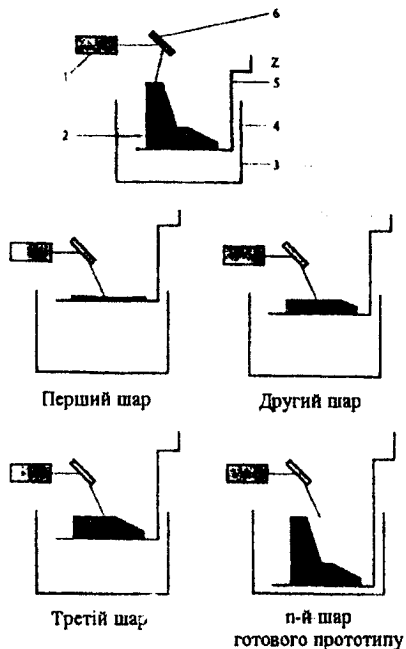 6
1
Z
5
2
4
3
Перший шар
Другий шар
Третій шар
n-й шар
готового прототипу